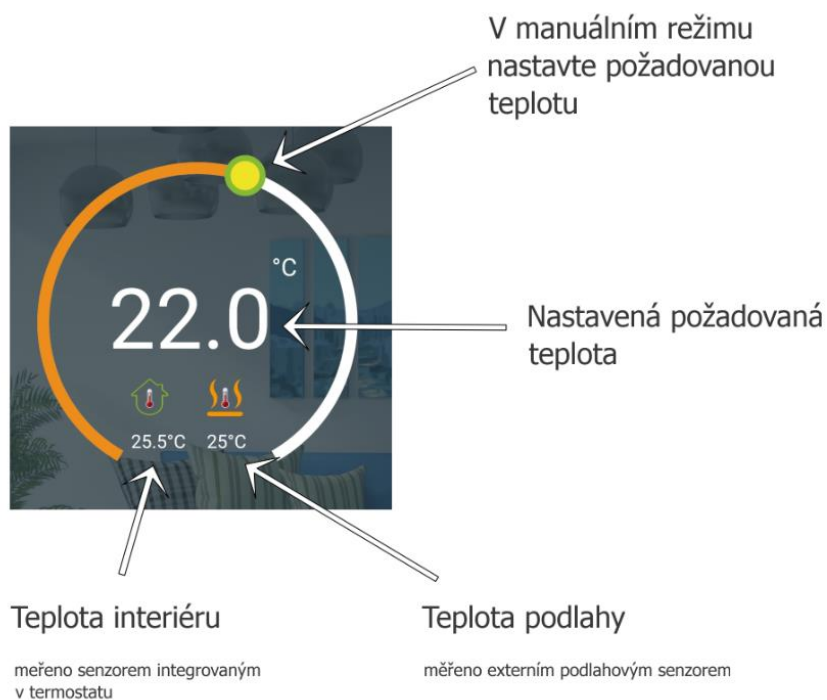 V manuálním režimu
nastavte požadovanou
teplotu
°C
22.0
Nastavená požadovaná
teplota
25.5°C 25°C
Teplota interiéru
meřeno senzorem integrovaným
v termostatu
Teplota podlahy
měřeno externím podlahovým senzorem